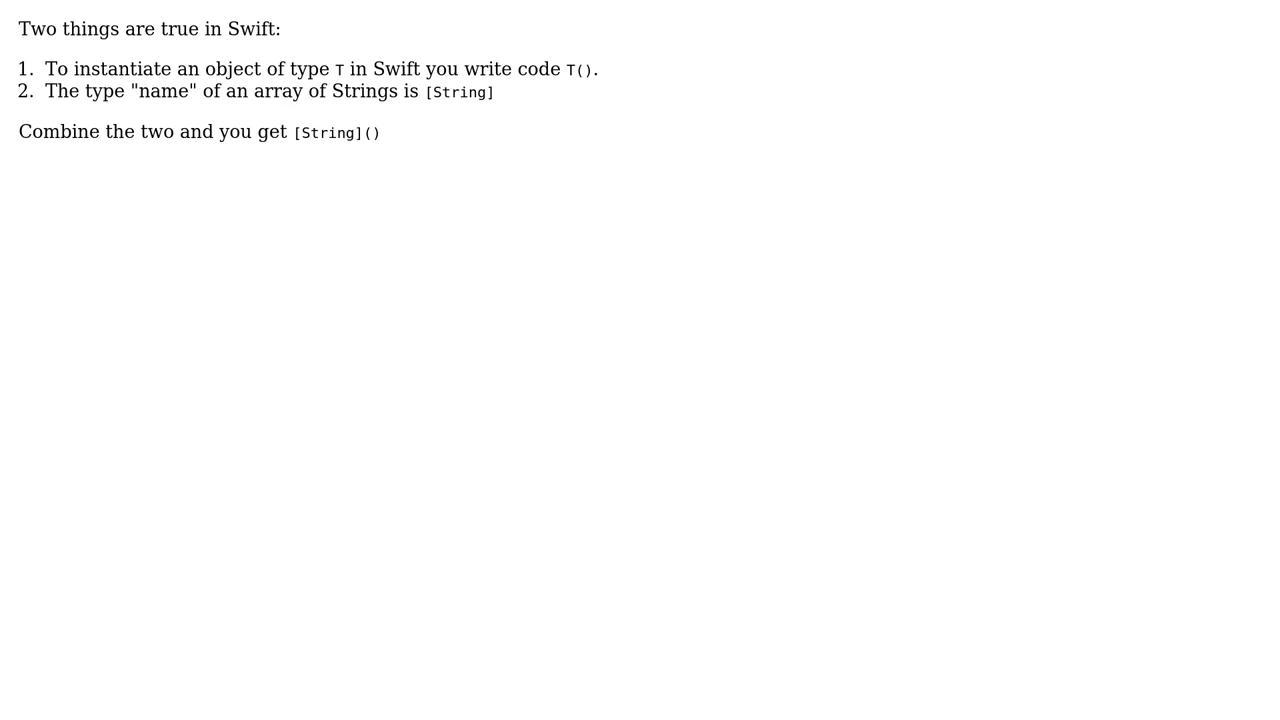 Two things are true in Swift:
1. To instantiate an object of type T in Swift you write code T().
2. The type "name" of an array of Strings is [String]
Combine the two and you get [String]()